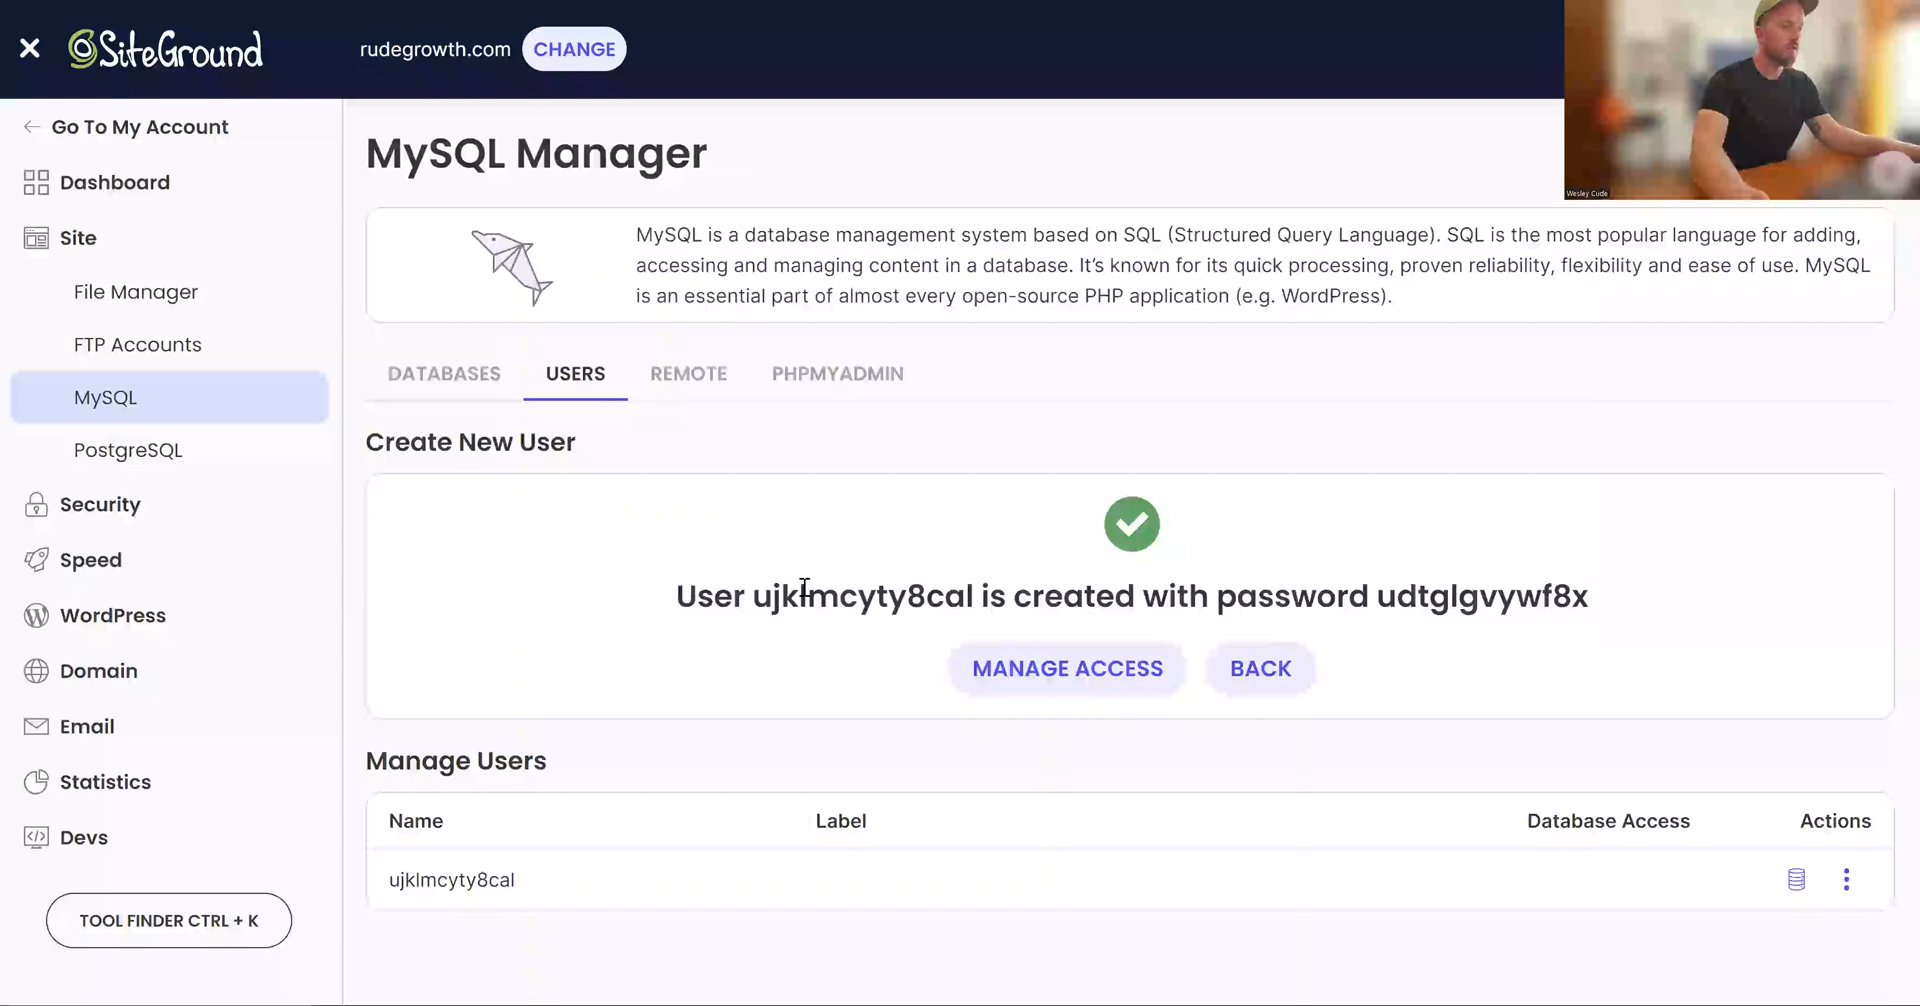 SiteGround
rudegrowth.com CHANGE
Wesley Cude
Go To My Account
Dashboard
Site
File Manager
FTP Accounts
MySQL
PostgreSQL
Security
Speed
WordPress
Domain
Email
Statistics
Devs
TOOL FINDER CTRL + K
MySQL Manager
MySQL is a database management system based on SQL (Structured Query Language). SQL is the most popular language for adding,
accessing and managing content in a database. It's known for its quick processing, proven reliability, flexibility and ease of use. MySQL
is an essential part of almost every open-source PHP application (e.g. WordPress).
DATABASES USERS REMOTE PHPMYADMIN
Create New User
User ujklmcyty8cal is created with password udtglgvywf8x
MANAGE ACCESS BACK
Manage Users
Name Label Database Access Actions
ujklmcyty8cal